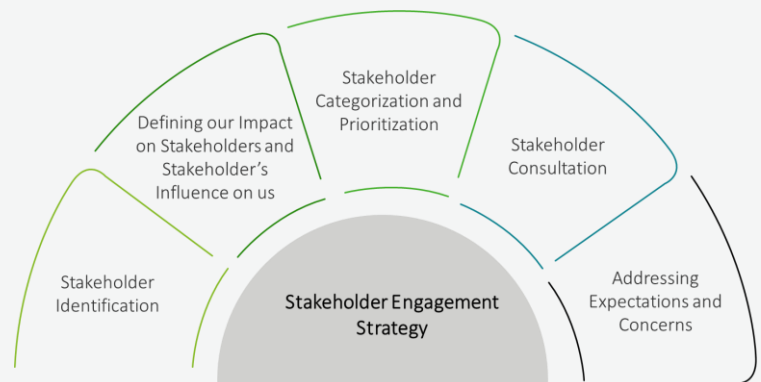 Stakeholder
Categorization and
Prioritization
Defining our Impact
on Stakeholders and
Stakeholder’s
Influence on us
Stakeholder
Consultation
Stakeholder
Identification
Addressing
Expectations and
Concerns
Stakeholder Engagement
Strategy